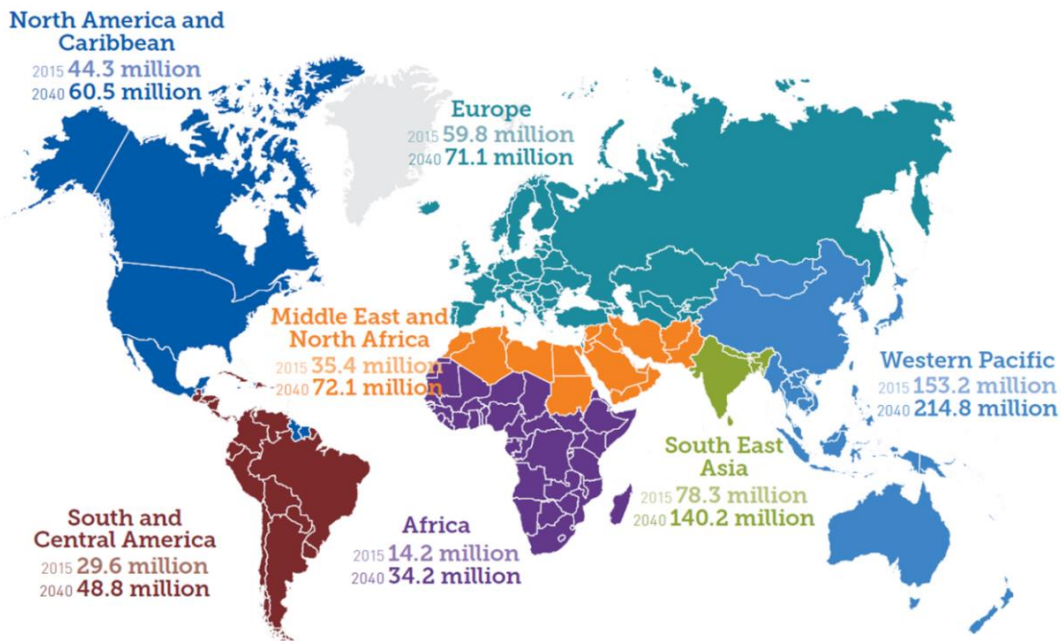 North America and
Caribbean
2015 44.3 million
2040 60.5 million
Europe
2015 59.8 million
2040 71.1 million
Middle East and
North Africa
2015 35.4 million
2040 72.1 million
Western Pacific
2015 153.2 million
2040 214.8 million
South East
Asia
2015 78.3 million
2040 140.2 million
South and
Central America
2015 29.6 million
2040 48.8 million
Africa
2015 14.2 million
2040 34.2 million